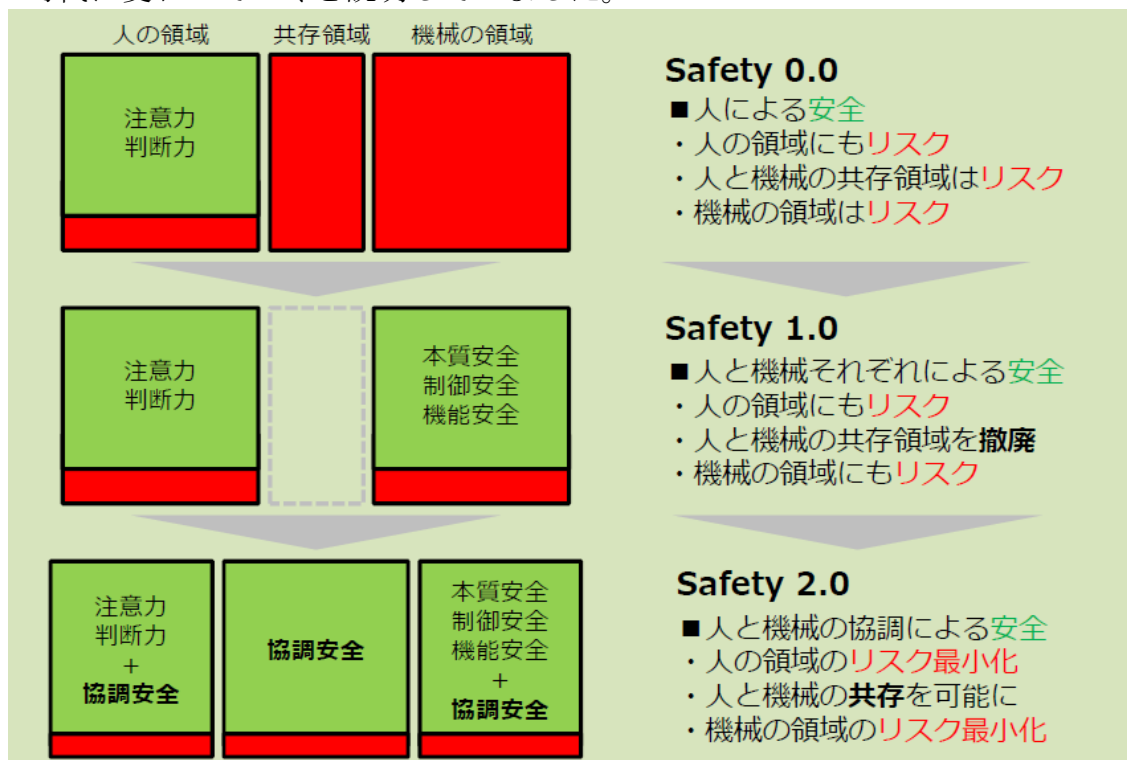 人の領域 共存領域 機械の領域
注意力
判断力
Safety 0.0
■人による安全
・人の領域にもリスク
・人と機械の共存領域はリスク
・機械の領域はリスク
注意力
判断力
本質安全
制御安全
機能安全
Safety 1.0
■人と機械それぞれによる安全
・人の領域にもリスク
・人と機械の共存領域を撤廃
・機械の領域にもリスク
注意力
判断力
+
協調安全
協調安全
本質安全
制御安全
機能安全
+
協調安全
Safety 2.0
■人と機械の協調による安全
・人の領域のリスク最小化
・人と機械の共存を可能に
・機械の領域のリスク最小化